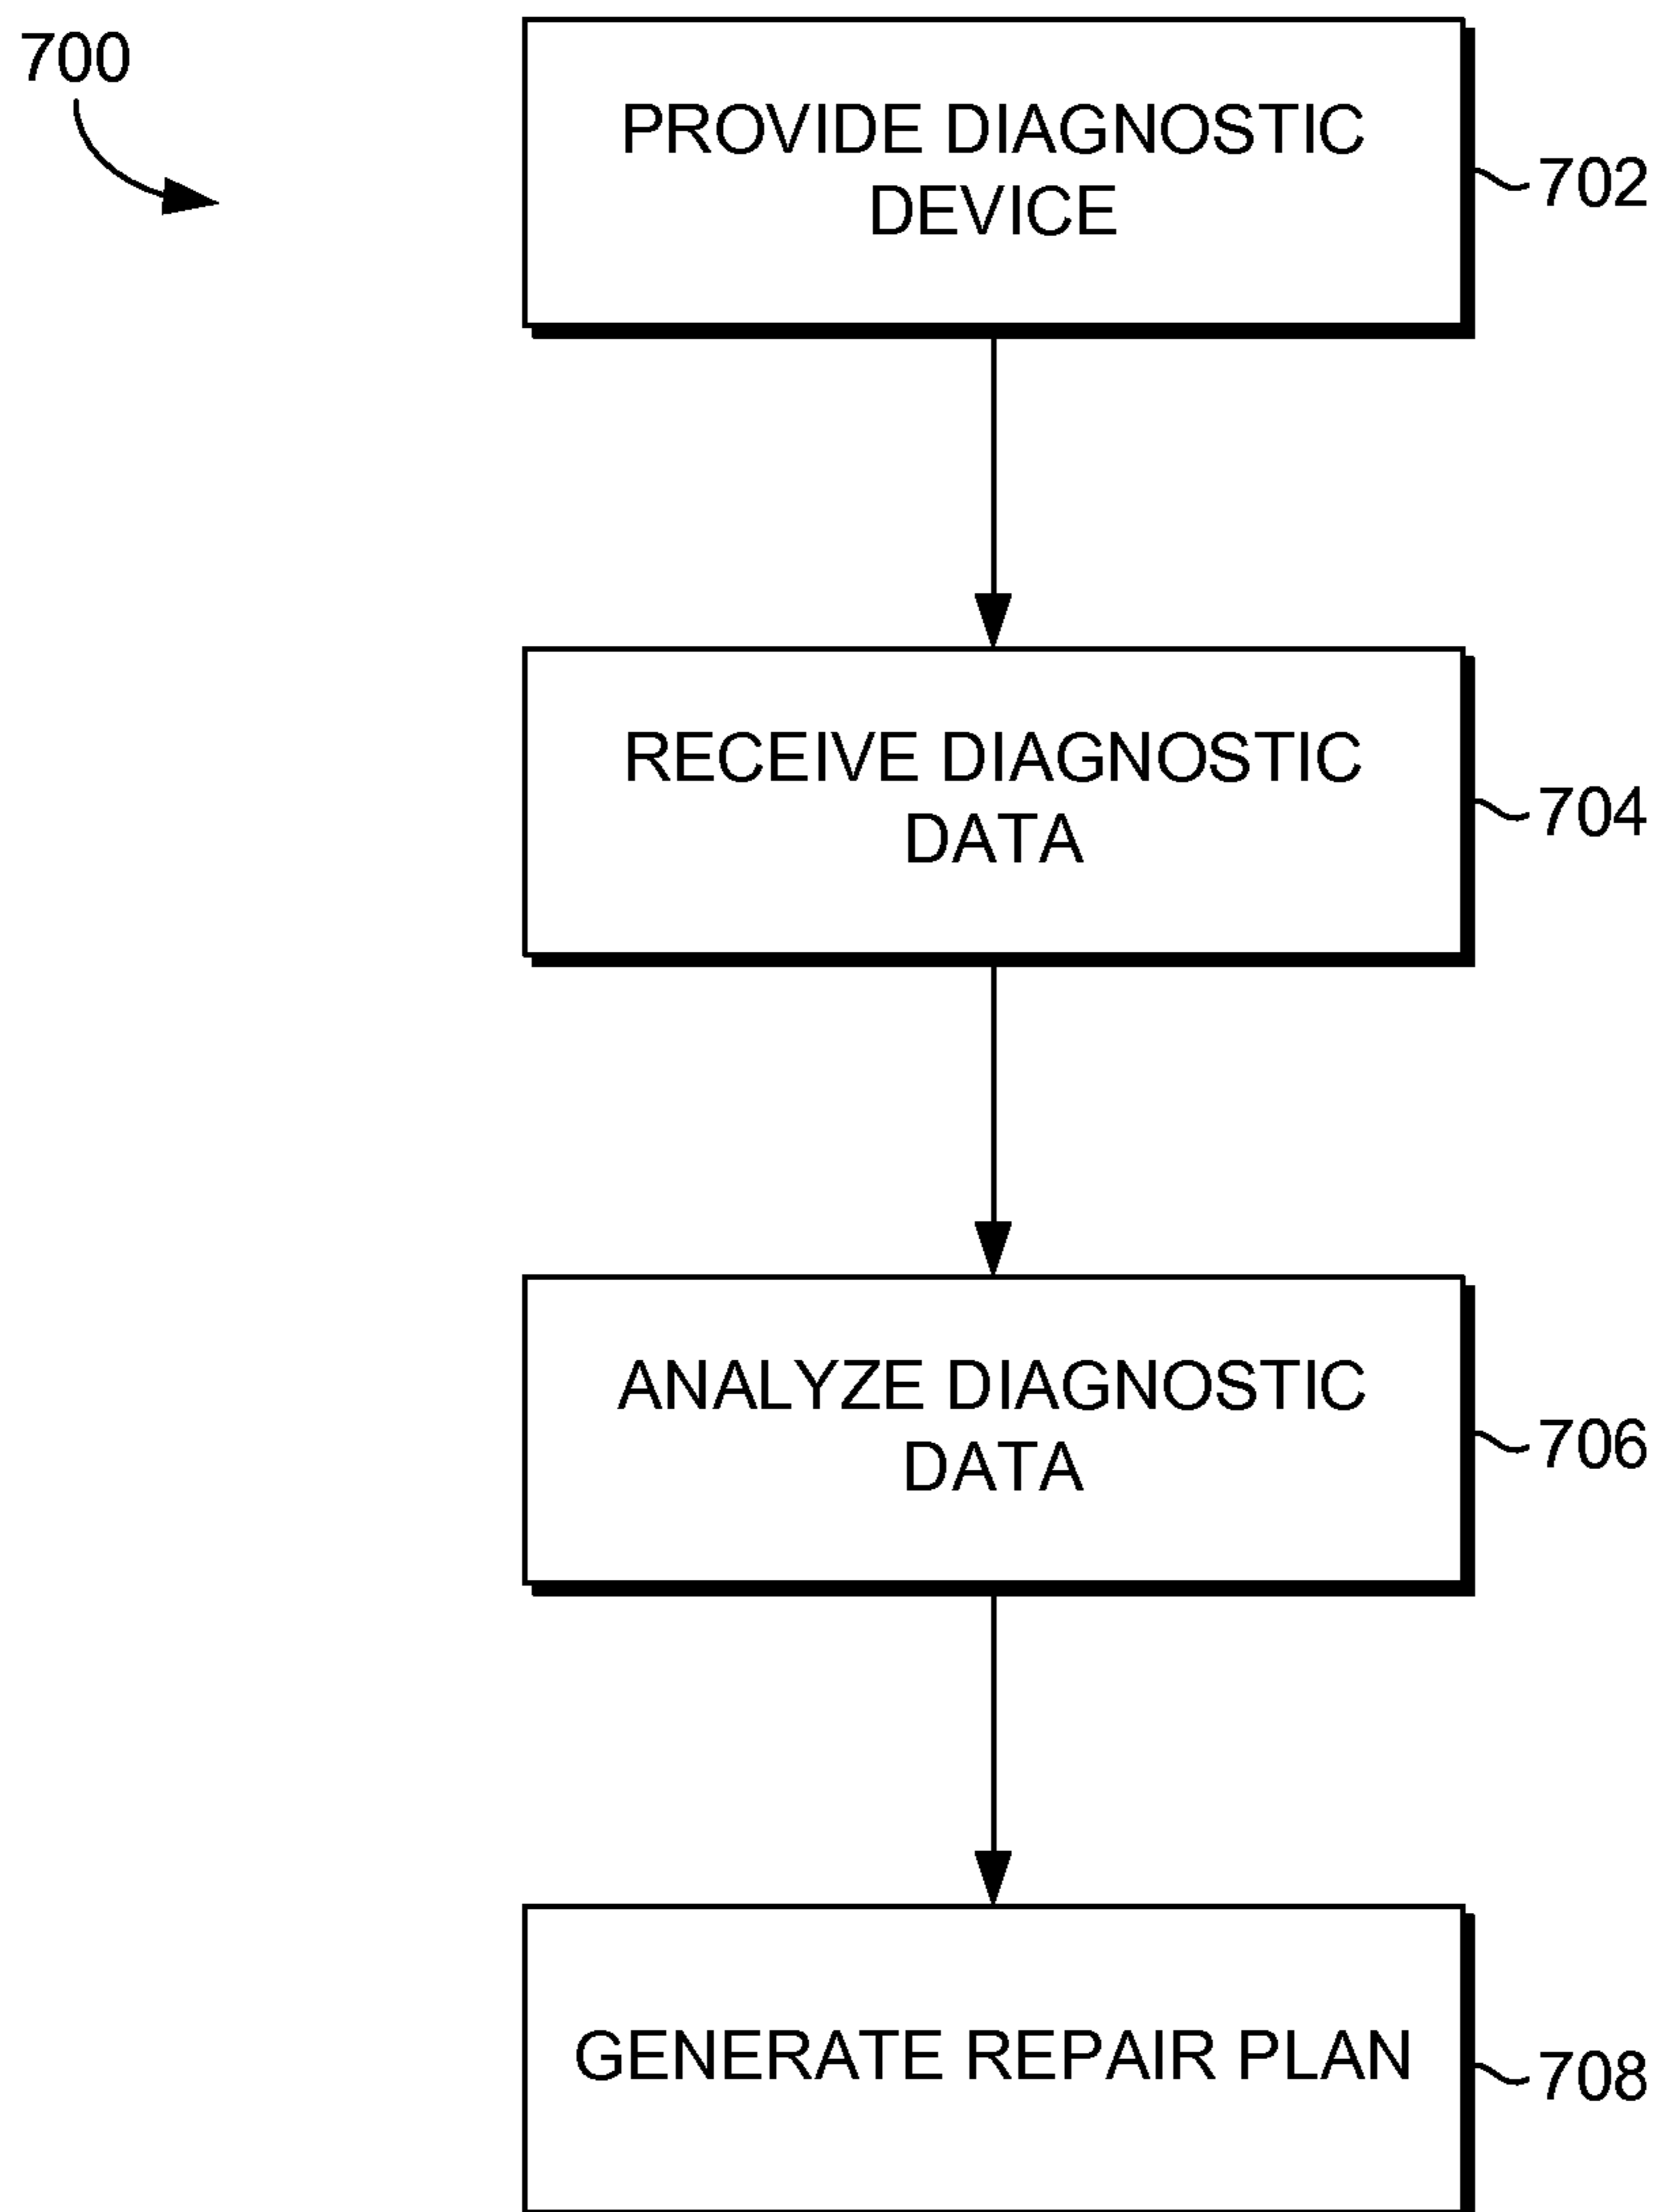 700
PROVIDE DIAGNOSTIC
DEVICE
702
RECEIVE DIAGNOSTIC
DATA
704
ANALYZE DIAGNOSTIC
DATA
706
GENERATE REPAIR PLAN
708